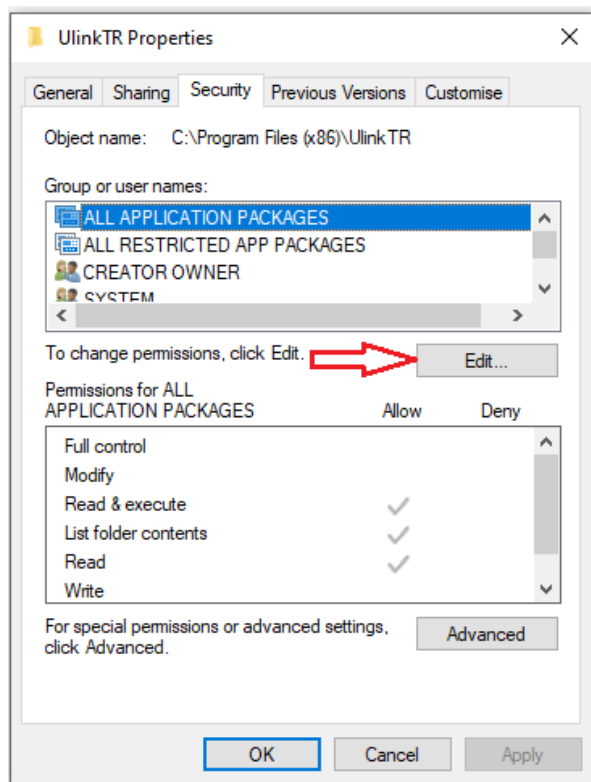 UlinkTR Properties
General Sharing Security Previous Versions Customise
Object name: C:\Program Files (x86)\UlinkTR
Group or user names:
ALL APPLICATION PACKAGES
ALL RESTRICTED APP PACKAGES
CREATOR OWNER
SYSTEM
To change permissions, click Edit. Edit...
Permissions for ALL
APPLICATION PACKAGES Allow Deny
Full control
Modify
Read & execute
List folder contents
Read
Write
For special permissions or advanced settings,
click Advanced. Advanced
OK Cancel Apply